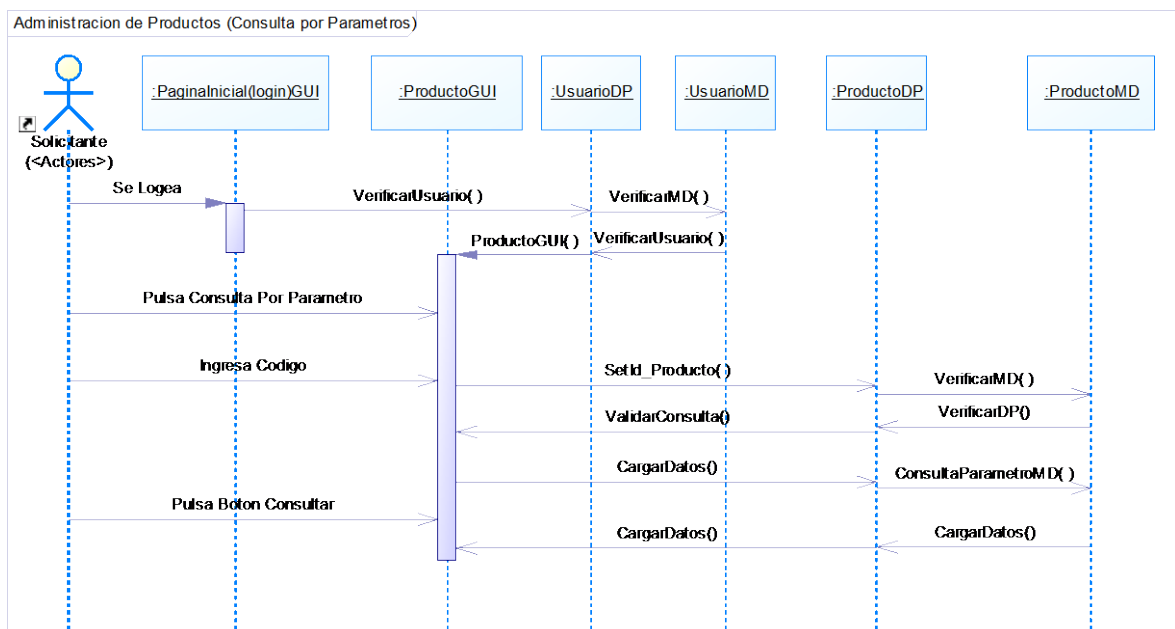 Administracion de Productos (Consulta por Parametros)
:PaginaInicial(login)GUI
:ProductoGUI
:UsuarioDP
:UsuarioMD
:ProductoDP
:ProductoMD
Solicitante
(<Actores>)
Se Logea
VerificarUsuario( )
VerificarMD( )
ProductoGUI( )
VerificarUsuario( )
Pulsa Consulta Por Parametro
Ingresa Codigo
SetId_Producto( )
VerificarMD( )
VerificarDP()
ValidarConsulta()
CargarDatos()
ConsultaParametroMD( )
Pulsa Boton Consultar
CargarDatos()
CargarDatos()